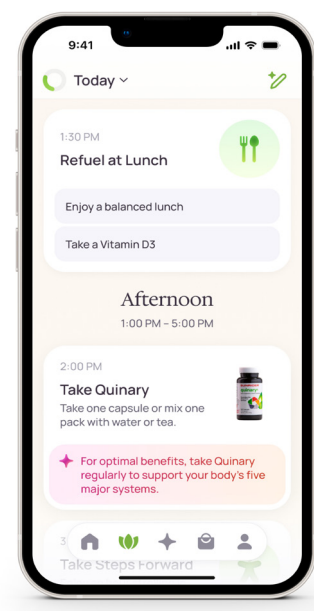 9:41
Today
1:30 PM
Refuel at Lunch
Enjoy a balanced lunch
Take a Vitamin D3
Afternoon
1:00 PM – 5:00 PM
2:00 PM
Take Quinary
Take one capsule or mix one
pack with water or tea.
For optimal benefits, take Quinary
regularly to support your body's five
major systems.
3
Take Steps Forward